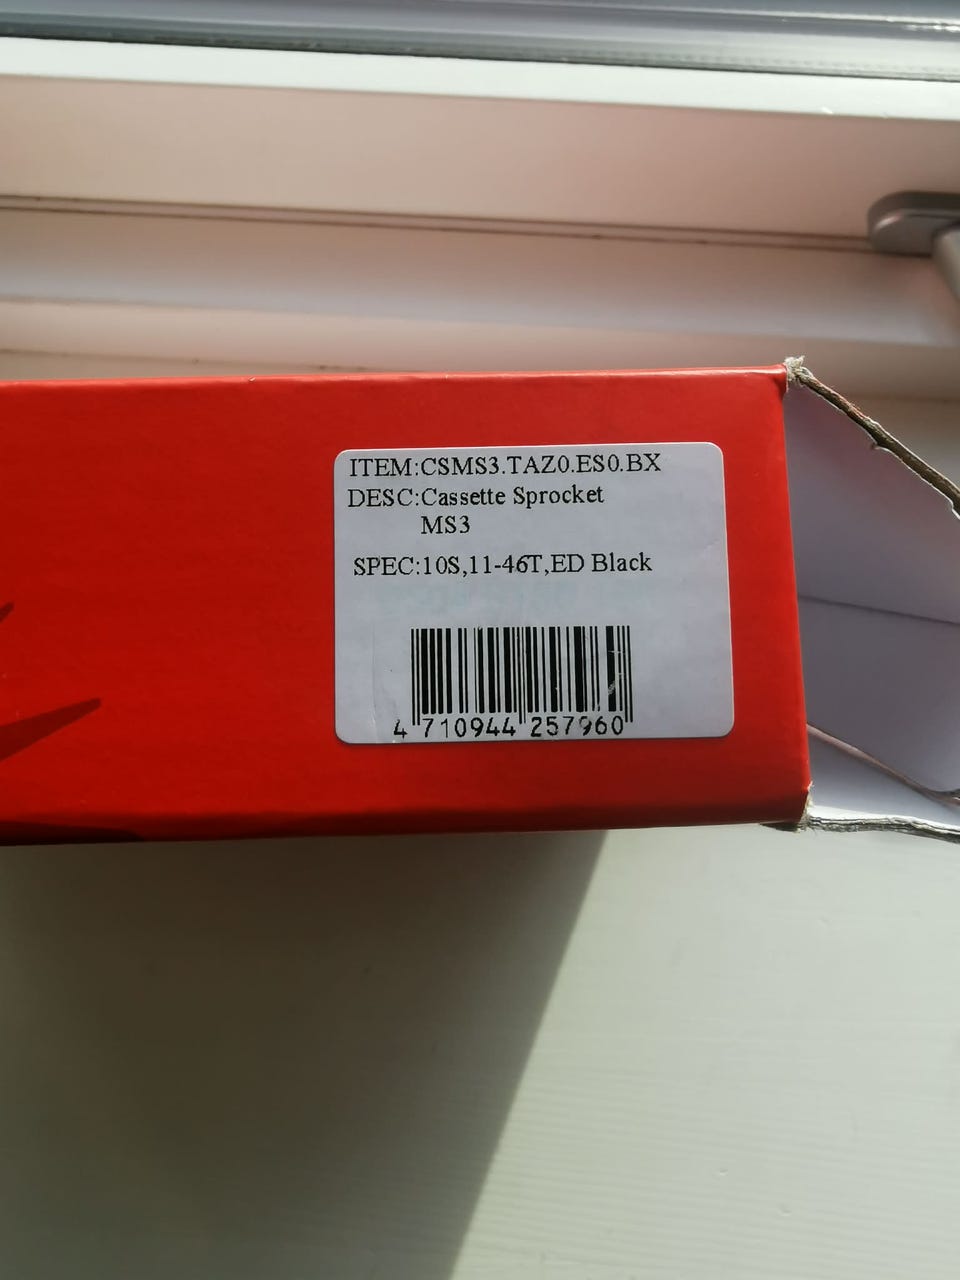 ITEM:CSMS3.TAZ0.ES0.BX
DESC:Cassette Sprocket
MS3
SPEC:10S,11-46T,ED Black
4 710944 257960